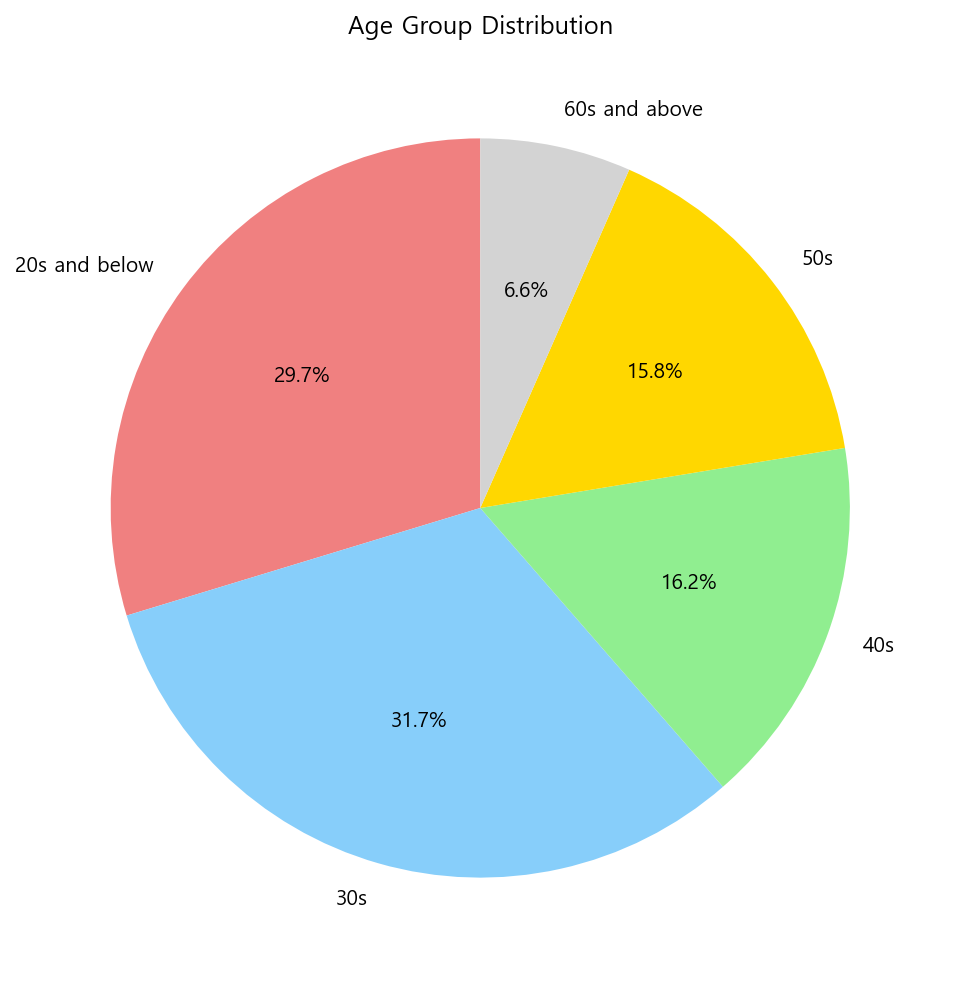 Age Group Distribution
60s and above
50s
20s and below
6.6%
15.8%
29.7%
16.2%
40s
31.7%
30s